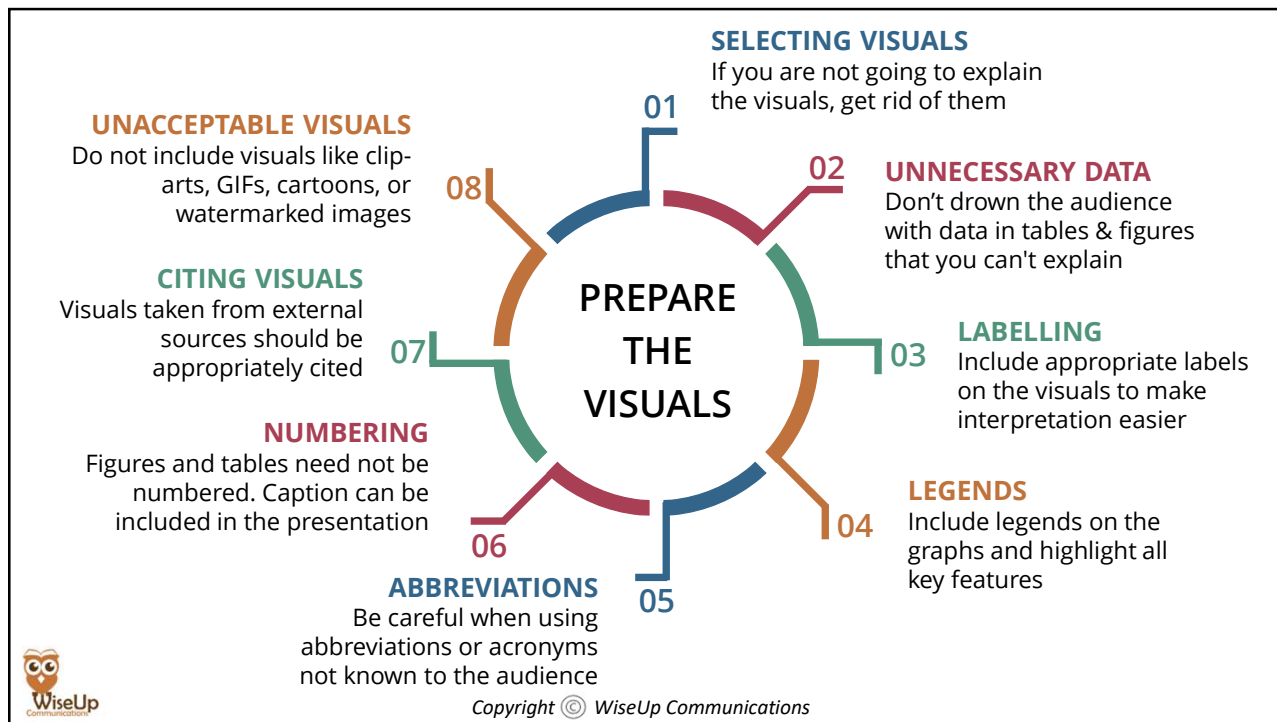 PREPARE
THE
VISUALS
01
SELECTING VISUALS
If you are not going to explain
the visuals, get rid of them
02
UNNECESSARY DATA
Don’t drown the audience
with data in tables & figures
that you can't explain
03
LABELLING
Include appropriate labels
on the visuals to make
interpretation easier
04
LEGENDS
Include legends on the
graphs and highlight all
key features
05
ABBREVIATIONS
Be careful when using
abbreviations or acronyms
not known to the audience
06
NUMBERING
Figures and tables need not be
numbered. Caption can be
included in the presentation
07
CITING VISUALS
Visuals taken from external
sources should be
appropriately cited
08
UNACCEPTABLE VISUALS
Do not include visuals like clip-
arts, GIFs, cartoons, or
watermarked images
WiseUp
Communications
Copyright © WiseUp Communications